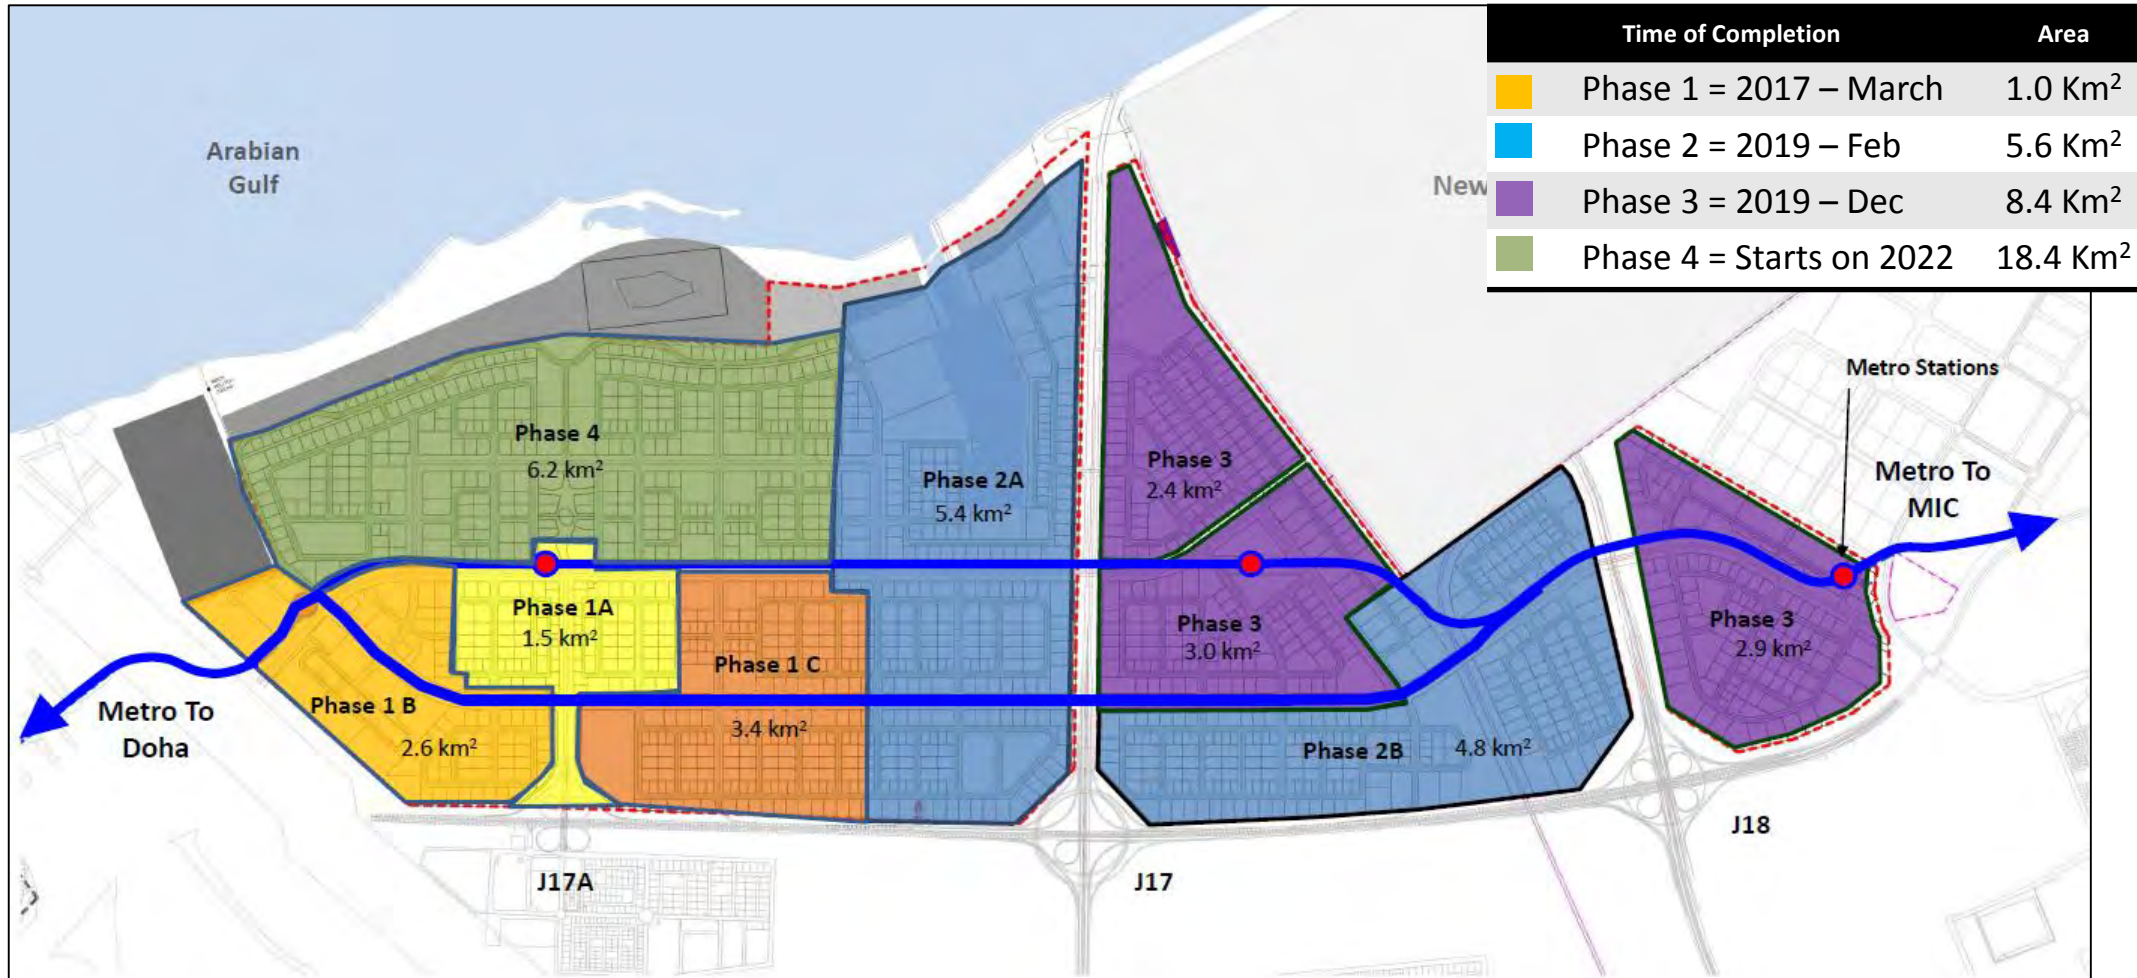 Time of Completion Area
Phase 1 = 2017 – March 1.0 Km²
Phase 2 = 2019 – Feb 5.6 Km²
Phase 3 = 2019 – Dec 8.4 Km²
Phase 4 = Starts on 2022 18.4 Km²
Arabian
Gulf
New
Metro Stations
Metro To
MIC
Phase 4
6.2 km²
Phase 2A
5.4 km²
Phase 3
2.4 km²
Phase 1A
1.5 km²
Phase 3
3.0 km²
Phase 3
2.9 km²
Phase 1 C
3.4 km²
Phase 1 B
2.6 km²
Metro To
Doha
Phase 2B 4.8 km²
J17A
J17
J18